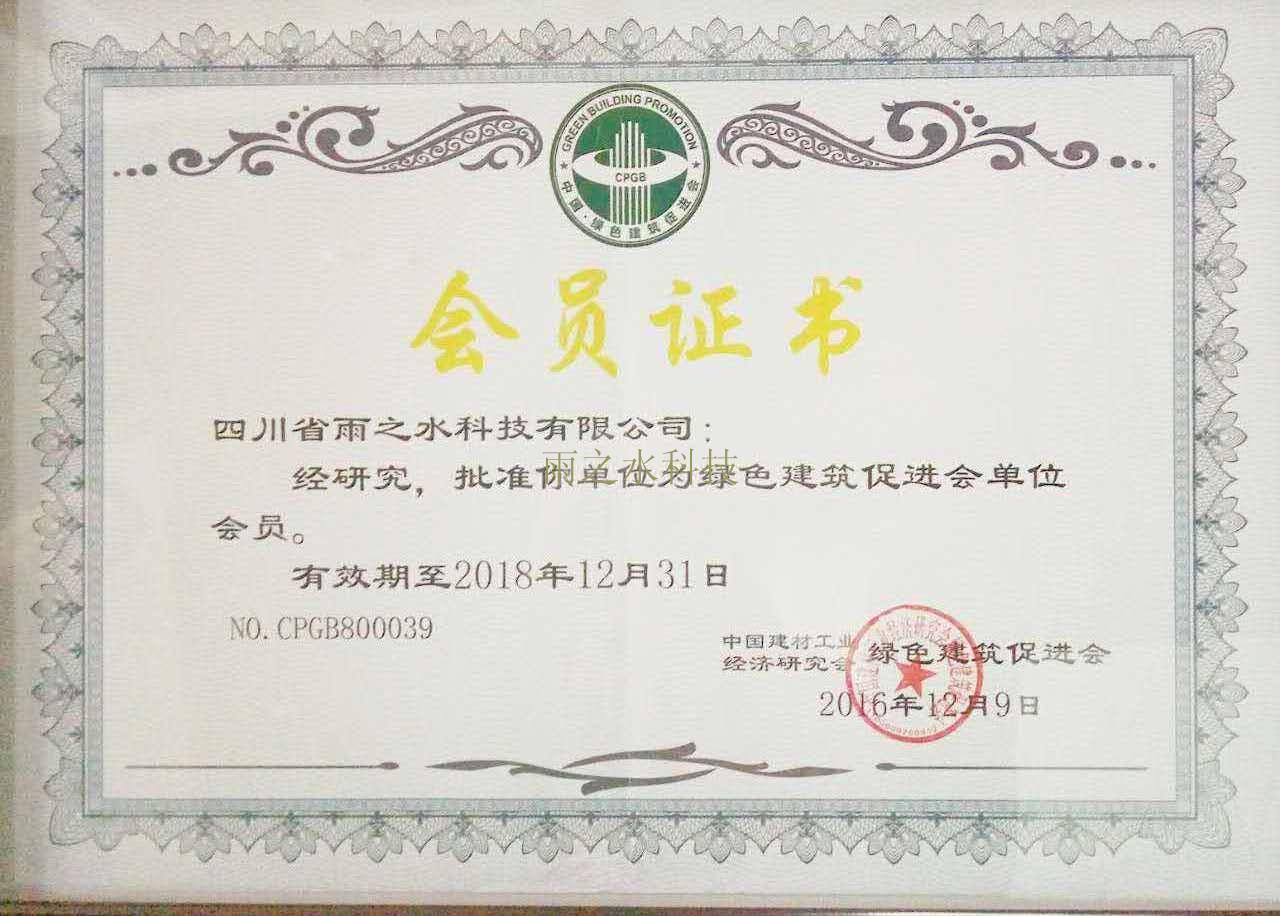 GREEN BUILDING PROMOTION
CPGB
中国·绿色建筑促进会
会员证书
四川省雨之水科技有限公司：
经研究，批准你单位为绿色建筑促进会单位
会员。
雨之水科技
有效期至2018年12月31日
NO.CPGB800039
中国建材工业
经济研究会
绿色建筑促进会
2016年12月9日